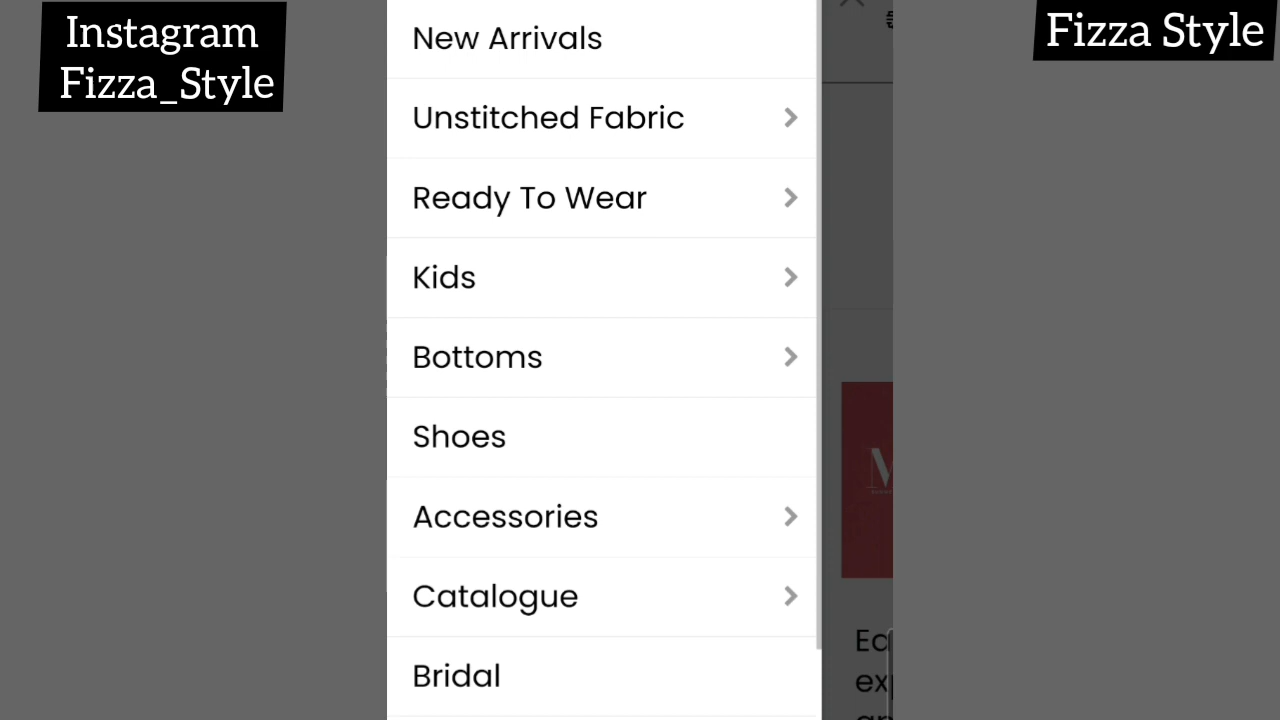 Instagram
Fizza_Style
Fizza Style
New Arrivals
Unstitched Fabric
Ready To Wear
Kids
Bottoms
Shoes
Accessories
Catalogue
Bridal
M